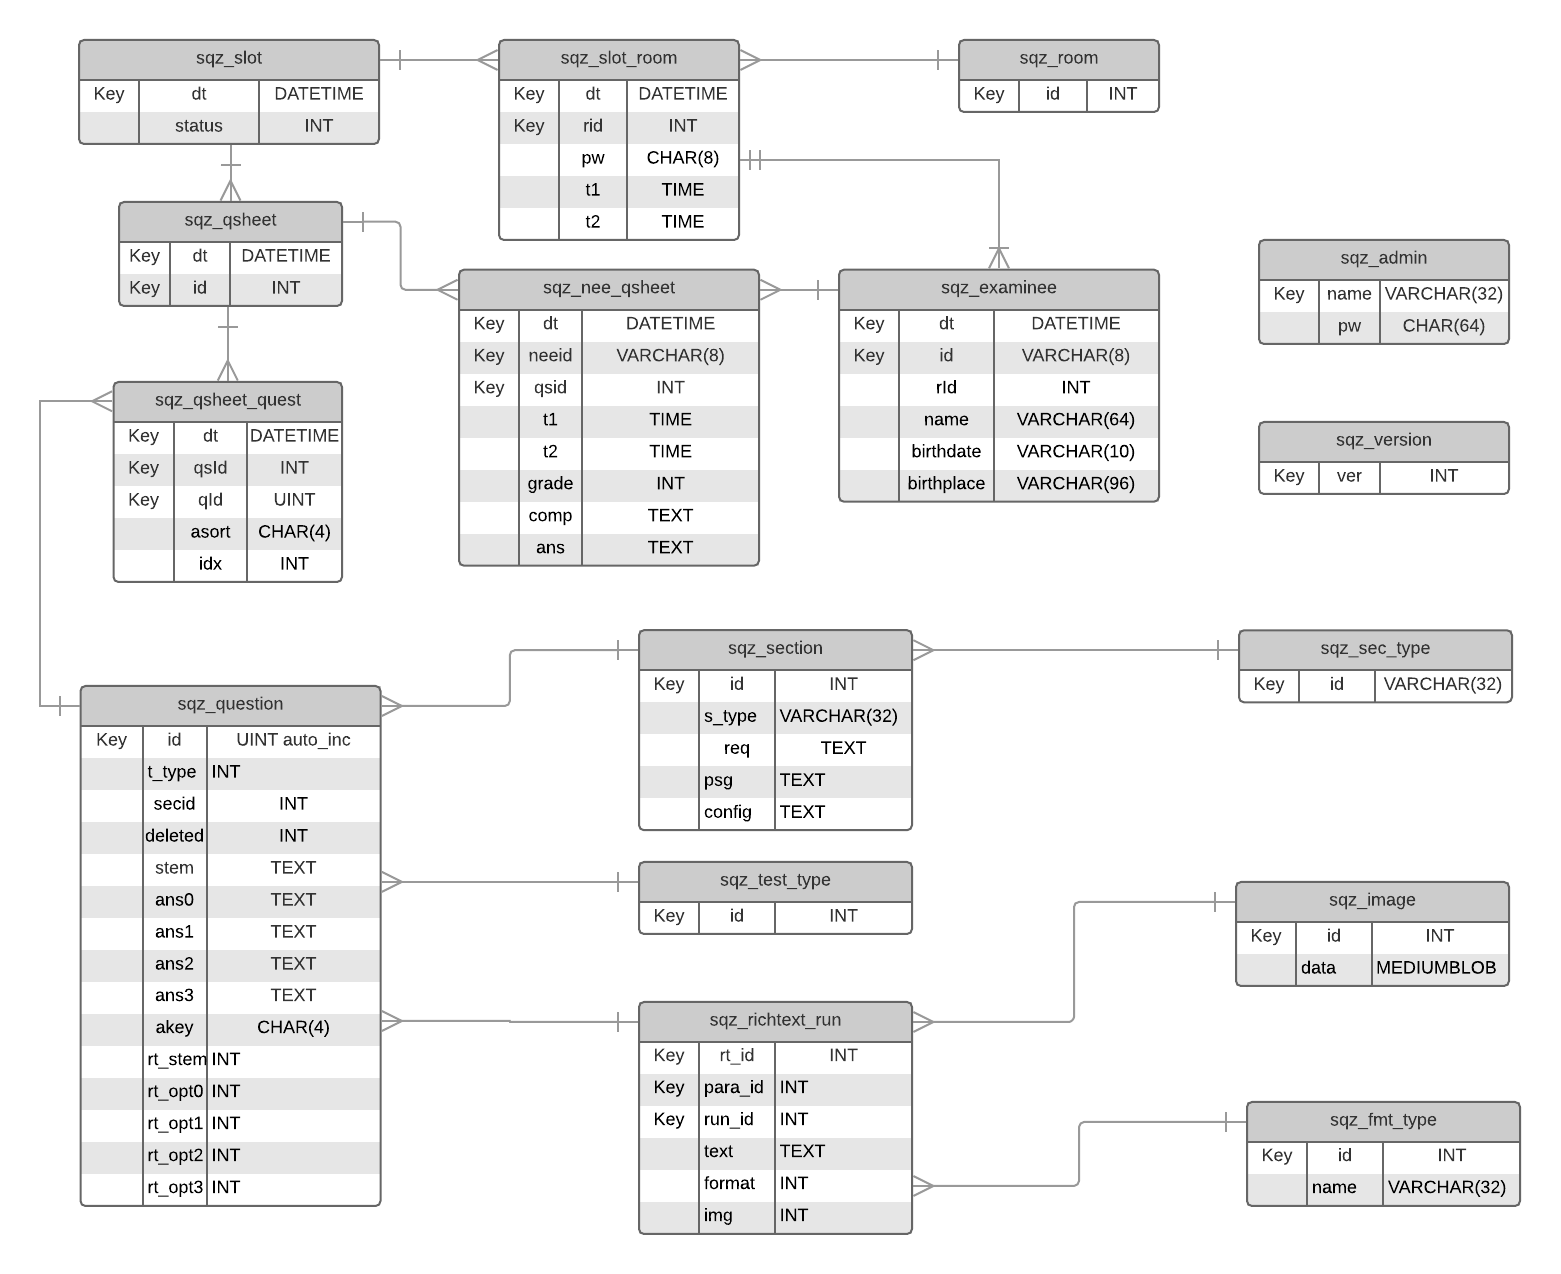 sqz_slot
Key dt DATETIME
status INT
sqz_slot_room
Key dt DATETIME
Key rid INT
pw CHAR(8)
t1 TIME
t2 TIME
sqz_room
Key id INT
sqz_qsheet
Key dt DATETIME
Key id INT
sqz_nee_qsheet
Key dt DATETIME
Key neeid VARCHAR(8)
Key qsid INT
t1 TIME
t2 TIME
grade INT
comp TEXT
ans TEXT
sqz_examinee
Key dt DATETIME
Key id VARCHAR(8)
rId INT
name VARCHAR(64)
birthdate VARCHAR(10)
birthplace VARCHAR(96)
sqz_admin
Key name VARCHAR(32)
pw CHAR(64)
sqz_qsheet_quest
Key dt DATETIME
Key qsId INT
Key qId UINT
asort CHAR(4)
idx INT
sqz_version
Key ver INT
sqz_question
Key id UINT auto_inc
t_type INT
secid INT
deleted INT
stem TEXT
ans0 TEXT
ans1 TEXT
ans2 TEXT
ans3 TEXT
akey CHAR(4)
rt_stem INT
rt_opt0 INT
rt_opt1 INT
rt_opt2 INT
rt_opt3 INT
sqz_section
Key id INT
s_type VARCHAR(32)
req TEXT
psg TEXT
config TEXT
sqz_sec_type
Key id VARCHAR(32)
sqz_test_type
Key id INT
sqz_image
Key id INT
data MEDIUMBLOB
sqz_richtext_run
Key rt_id INT
Key para_id INT
Key run_id INT
text TEXT
format INT
img INT
sqz_fmt_type
Key id INT
name VARCHAR(32)